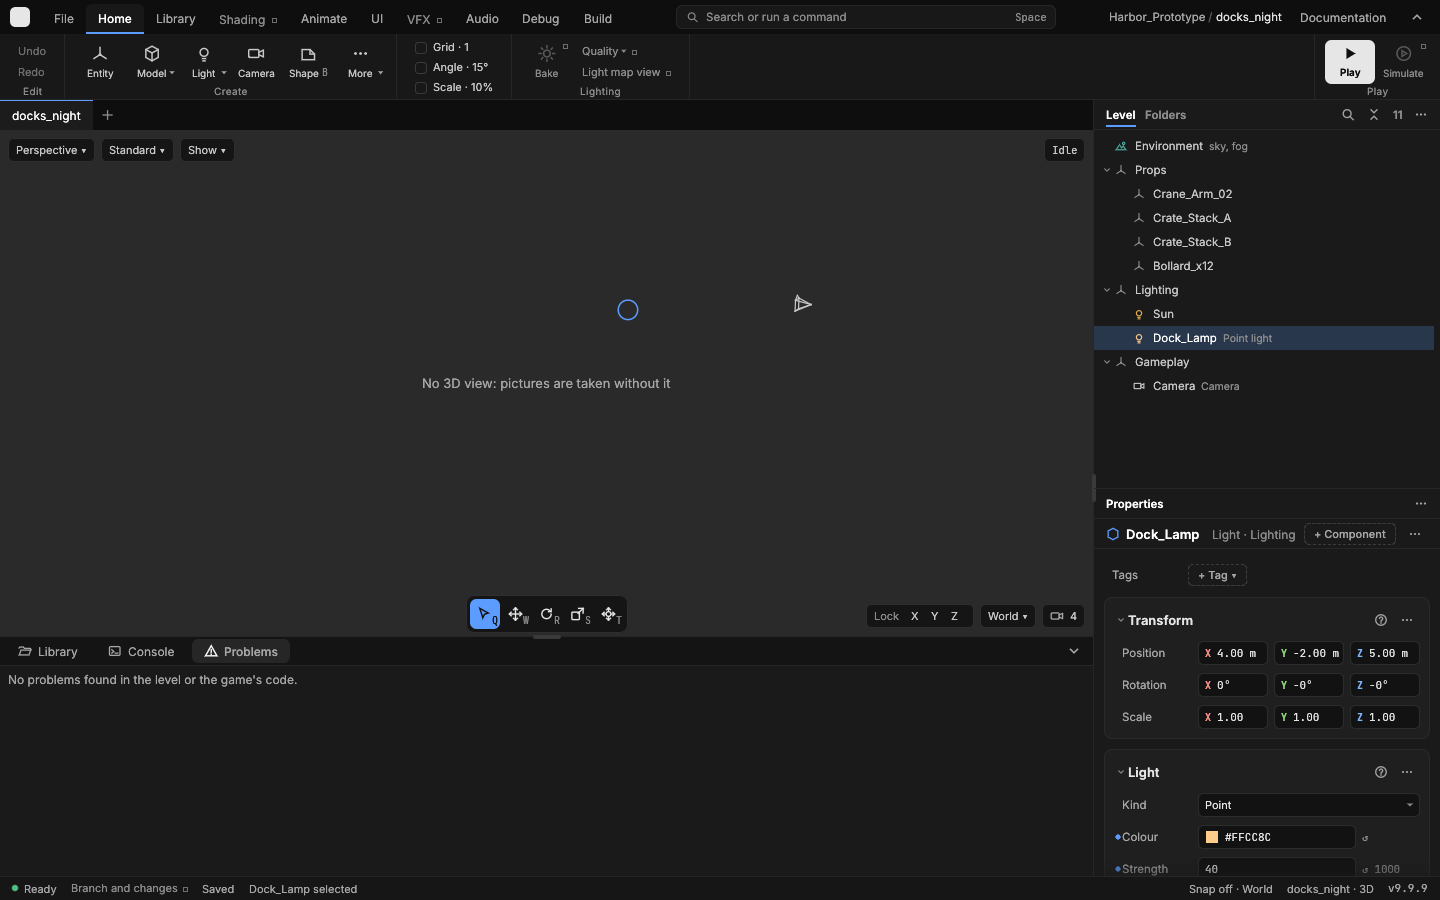 File Home Library Shading Animate UI VFX Audio Debug Build Search or run a command Space Harbor_Prototype / docks_night Documentation
Undo
Redo
Edit
Entity Model Light Camera Shape B More
Create
Grid · 1
Angle · 15°
Scale · 10%
Bake
Quality
Light map view
Lighting
Play Simulate
Play
docks_night
Perspective Standard Show Idle
No 3D view: pictures are taken without it
Q W R S T
Lock X Y Z World 4
Level Folders 11
Environment sky, fog
Props
Crane_Arm_02
Crate_Stack_A
Crate_Stack_B
Bollard_x12
Lighting
Sun
Dock_Lamp Point light
Gameplay
Camera Camera
Properties
Dock_Lamp Light · Lighting + Component
Tags + Tag
Transform
Position X 4.00 m Y -2.00 m Z 5.00 m
Rotation X 0° Y -0° Z -0°
Scale X 1.00 Y 1.00 Z 1.00
Light
Kind Point
Colour #FFCC8C
Strength 40 1000
Library Console Problems
No problems found in the level or the game's code.
Ready Branch and changes Saved Dock_Lamp selected Snap off · World docks_night · 3D v9.9.9